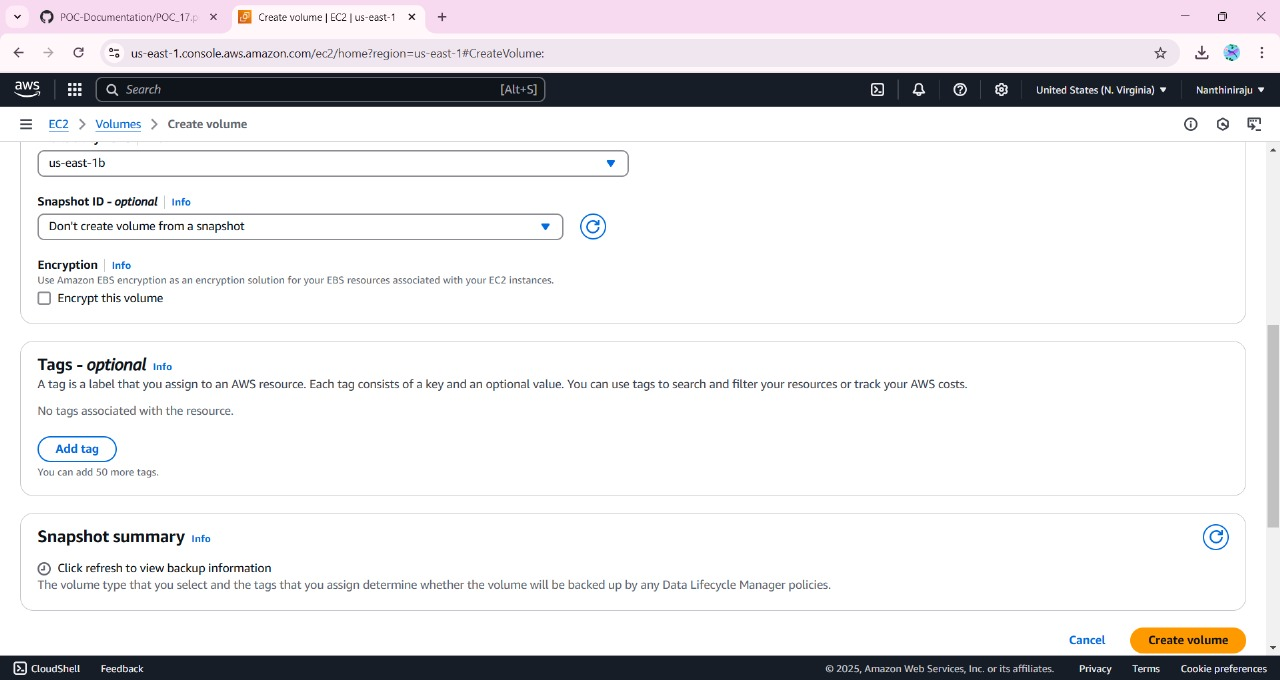 POC-Documentation/POC_17.p
Create volume | EC2 | us-east-1
us-east-1.console.aws.amazon.com/ec2/home?region=us-east-1#CreateVolume:
aws
Search
[Alt+S]
United States (N. Virginia)
Nanthiniraju
EC2
Volumes
Create volume
us-east-1b
Snapshot ID - optional
Info
Don't create volume from a snapshot
Encryption
Info
Use Amazon EBS encryption as an encryption solution for your EBS resources associated with your EC2 instances.
Encrypt this volume
Tags - optional Info
A tag is a label that you assign to an AWS resource. Each tag consists of a key and an optional value. You can use tags to search and filter your resources or track your AWS costs.
No tags associated with the resource.
Add tag
You can add 50 more tags.
Snapshot summary Info
Click refresh to view backup information
The volume type that you select and the tags that you assign determine whether the volume will be backed up by any Data Lifecycle Manager policies.
Cancel
Create volume
CloudShell
Feedback
© 2025, Amazon Web Services, Inc. or its affiliates.
Privacy
Terms
Cookie preferences